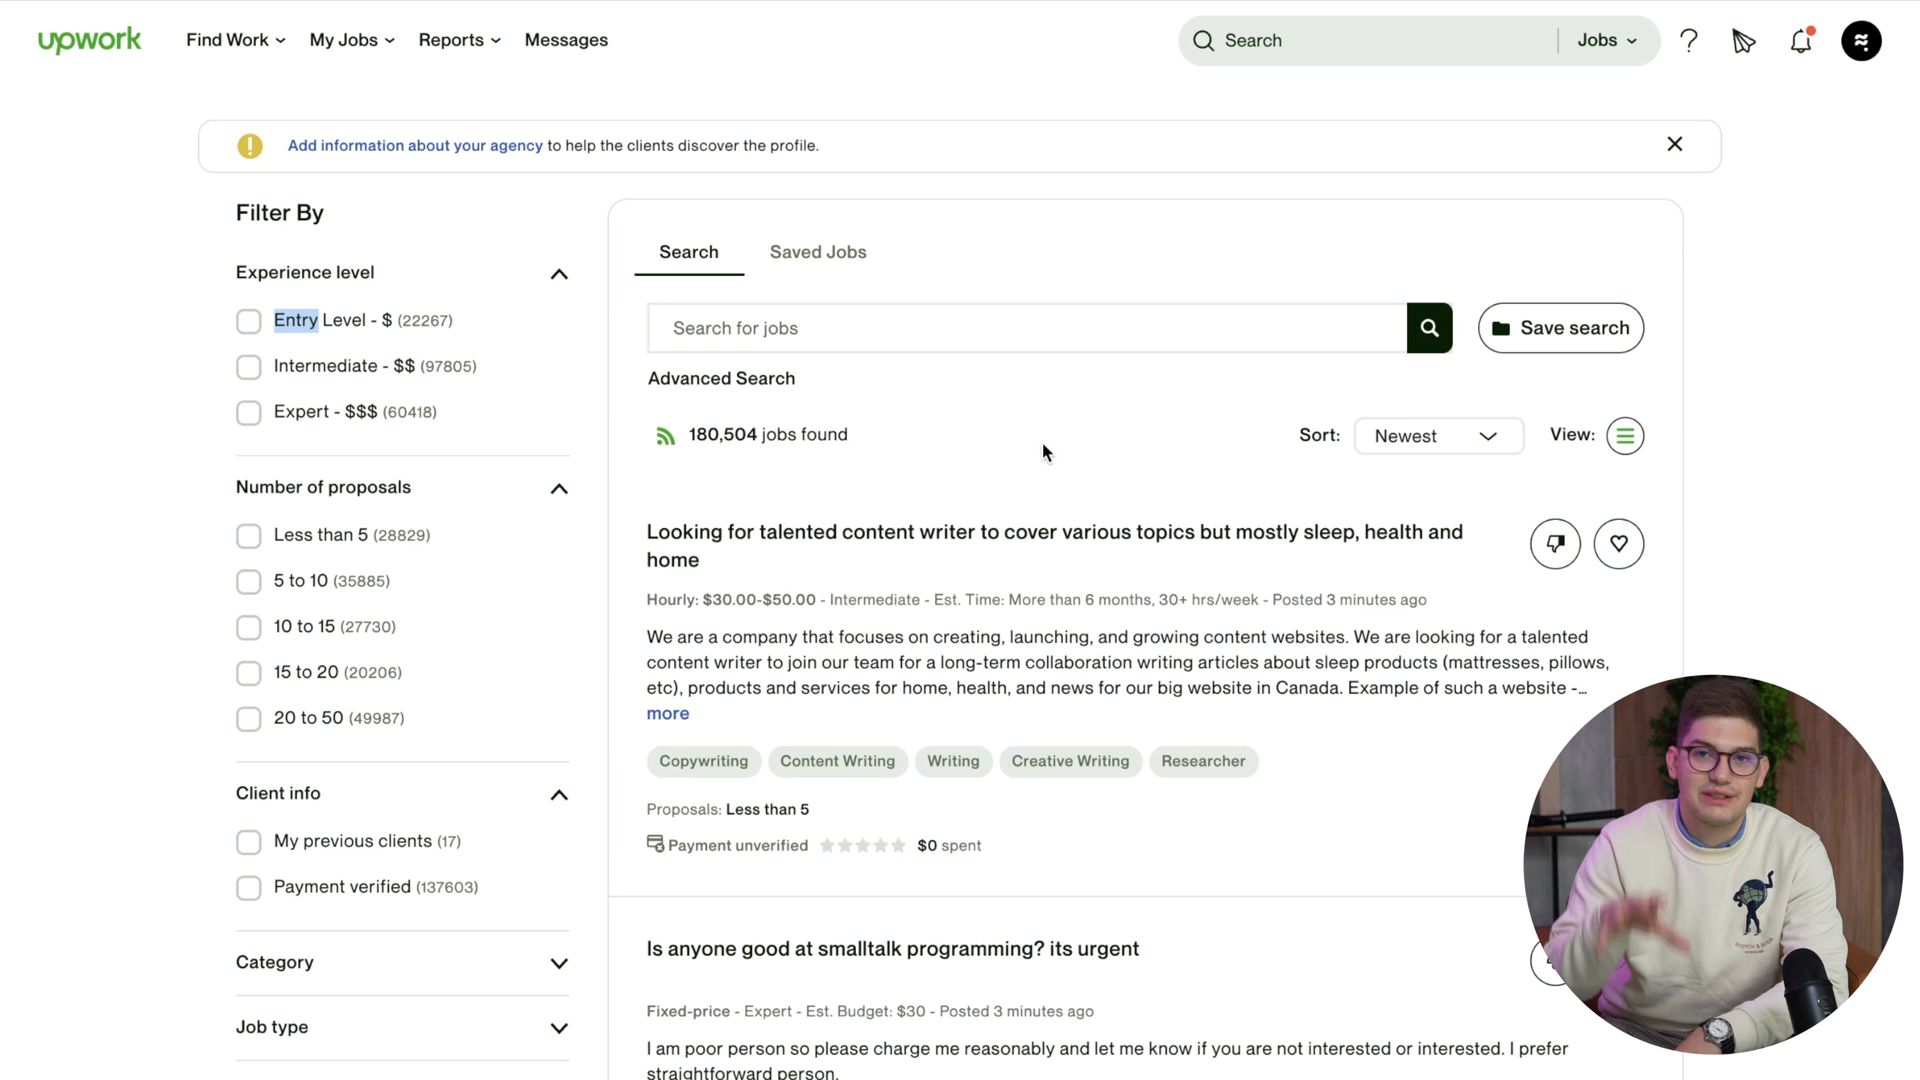 upwork
Find Work
My Jobs
Reports
Messages
Search
Jobs
Add information about your agency to help the clients discover the profile.
Filter By
Experience level
Entry Level - $ (22267)
Intermediate - $$ (97805)
Expert - $$$ (60418)
Number of proposals
Less than 5 (28829)
5 to 10 (35885)
10 to 15 (27730)
15 to 20 (20206)
20 to 50 (49987)
Client info
My previous clients (17)
Payment verified (137603)
Category
Job type
Search
Saved Jobs
Search for jobs
Save search
Advanced Search
180,504 jobs found
Sort:
Newest
View:
Looking for talented content writer to cover various topics but mostly sleep, health and
home
Hourly: $30.00-$50.00 - Intermediate - Est. Time: More than 6 months, 30+ hrs/week - Posted 3 minutes ago
We are a company that focuses on creating, launching, and growing content websites. We are looking for a talented
content writer to join our team for a long-term collaboration writing articles about sleep products (mattresses, pillows,
etc), products and services for home, health, and news for our big website in Canada. Example of such a website -…
more
Copywriting
Content Writing
Writing
Creative Writing
Researcher
Proposals: Less than 5
Payment unverified
$0 spent
Is anyone good at smalltalk programming? its urgent
Fixed-price - Expert - Est. Budget: $30 - Posted 3 minutes ago
I am poor person so please charge me reasonably and let me know if you are not interested or interested. I prefer
straightforward person.